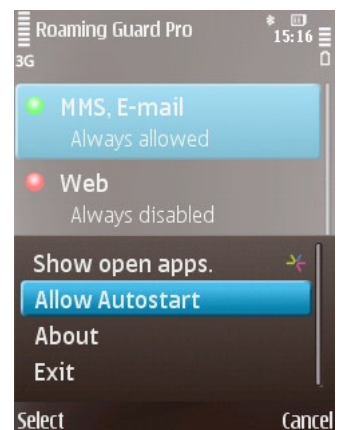 Roaming Guard Pro
15:16
3G
MMS, E-mail
Always allowed
Web
Always disabled
Show open apps.
Allow Autostart
About
Exit
Select Cancel